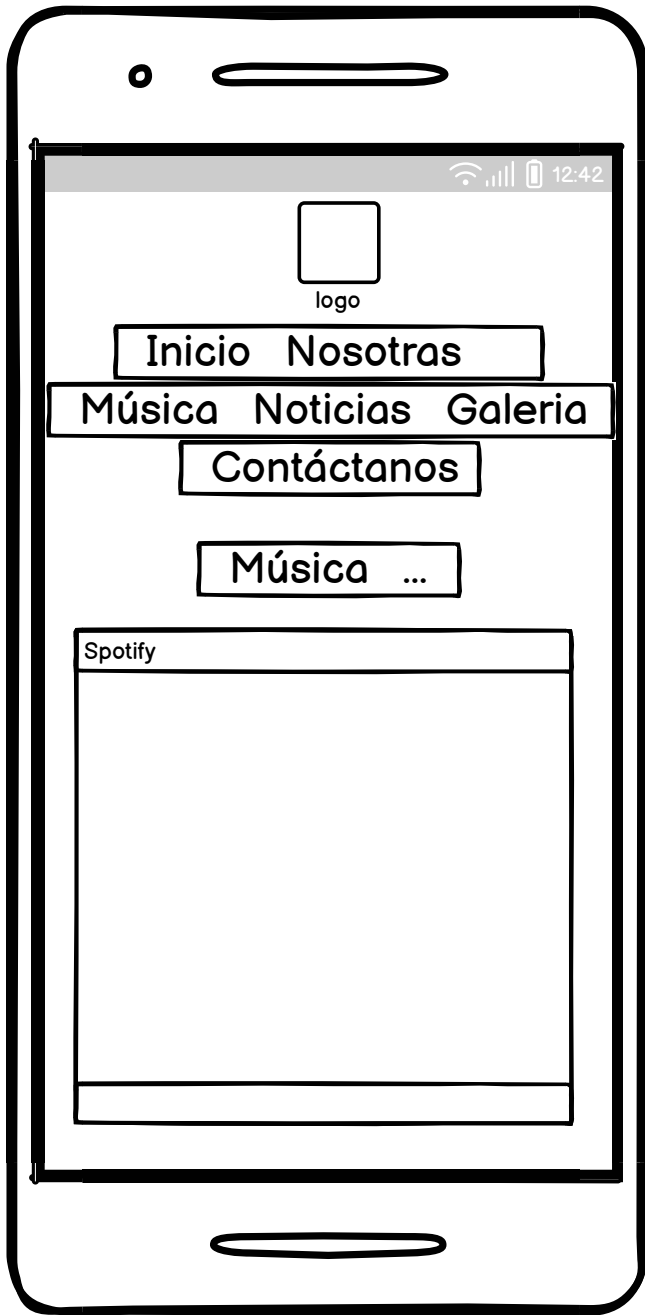 12:42
logo
Inicio Nosotras
Música Noticias Galeria
Contáctanos
Música ...
Spotify